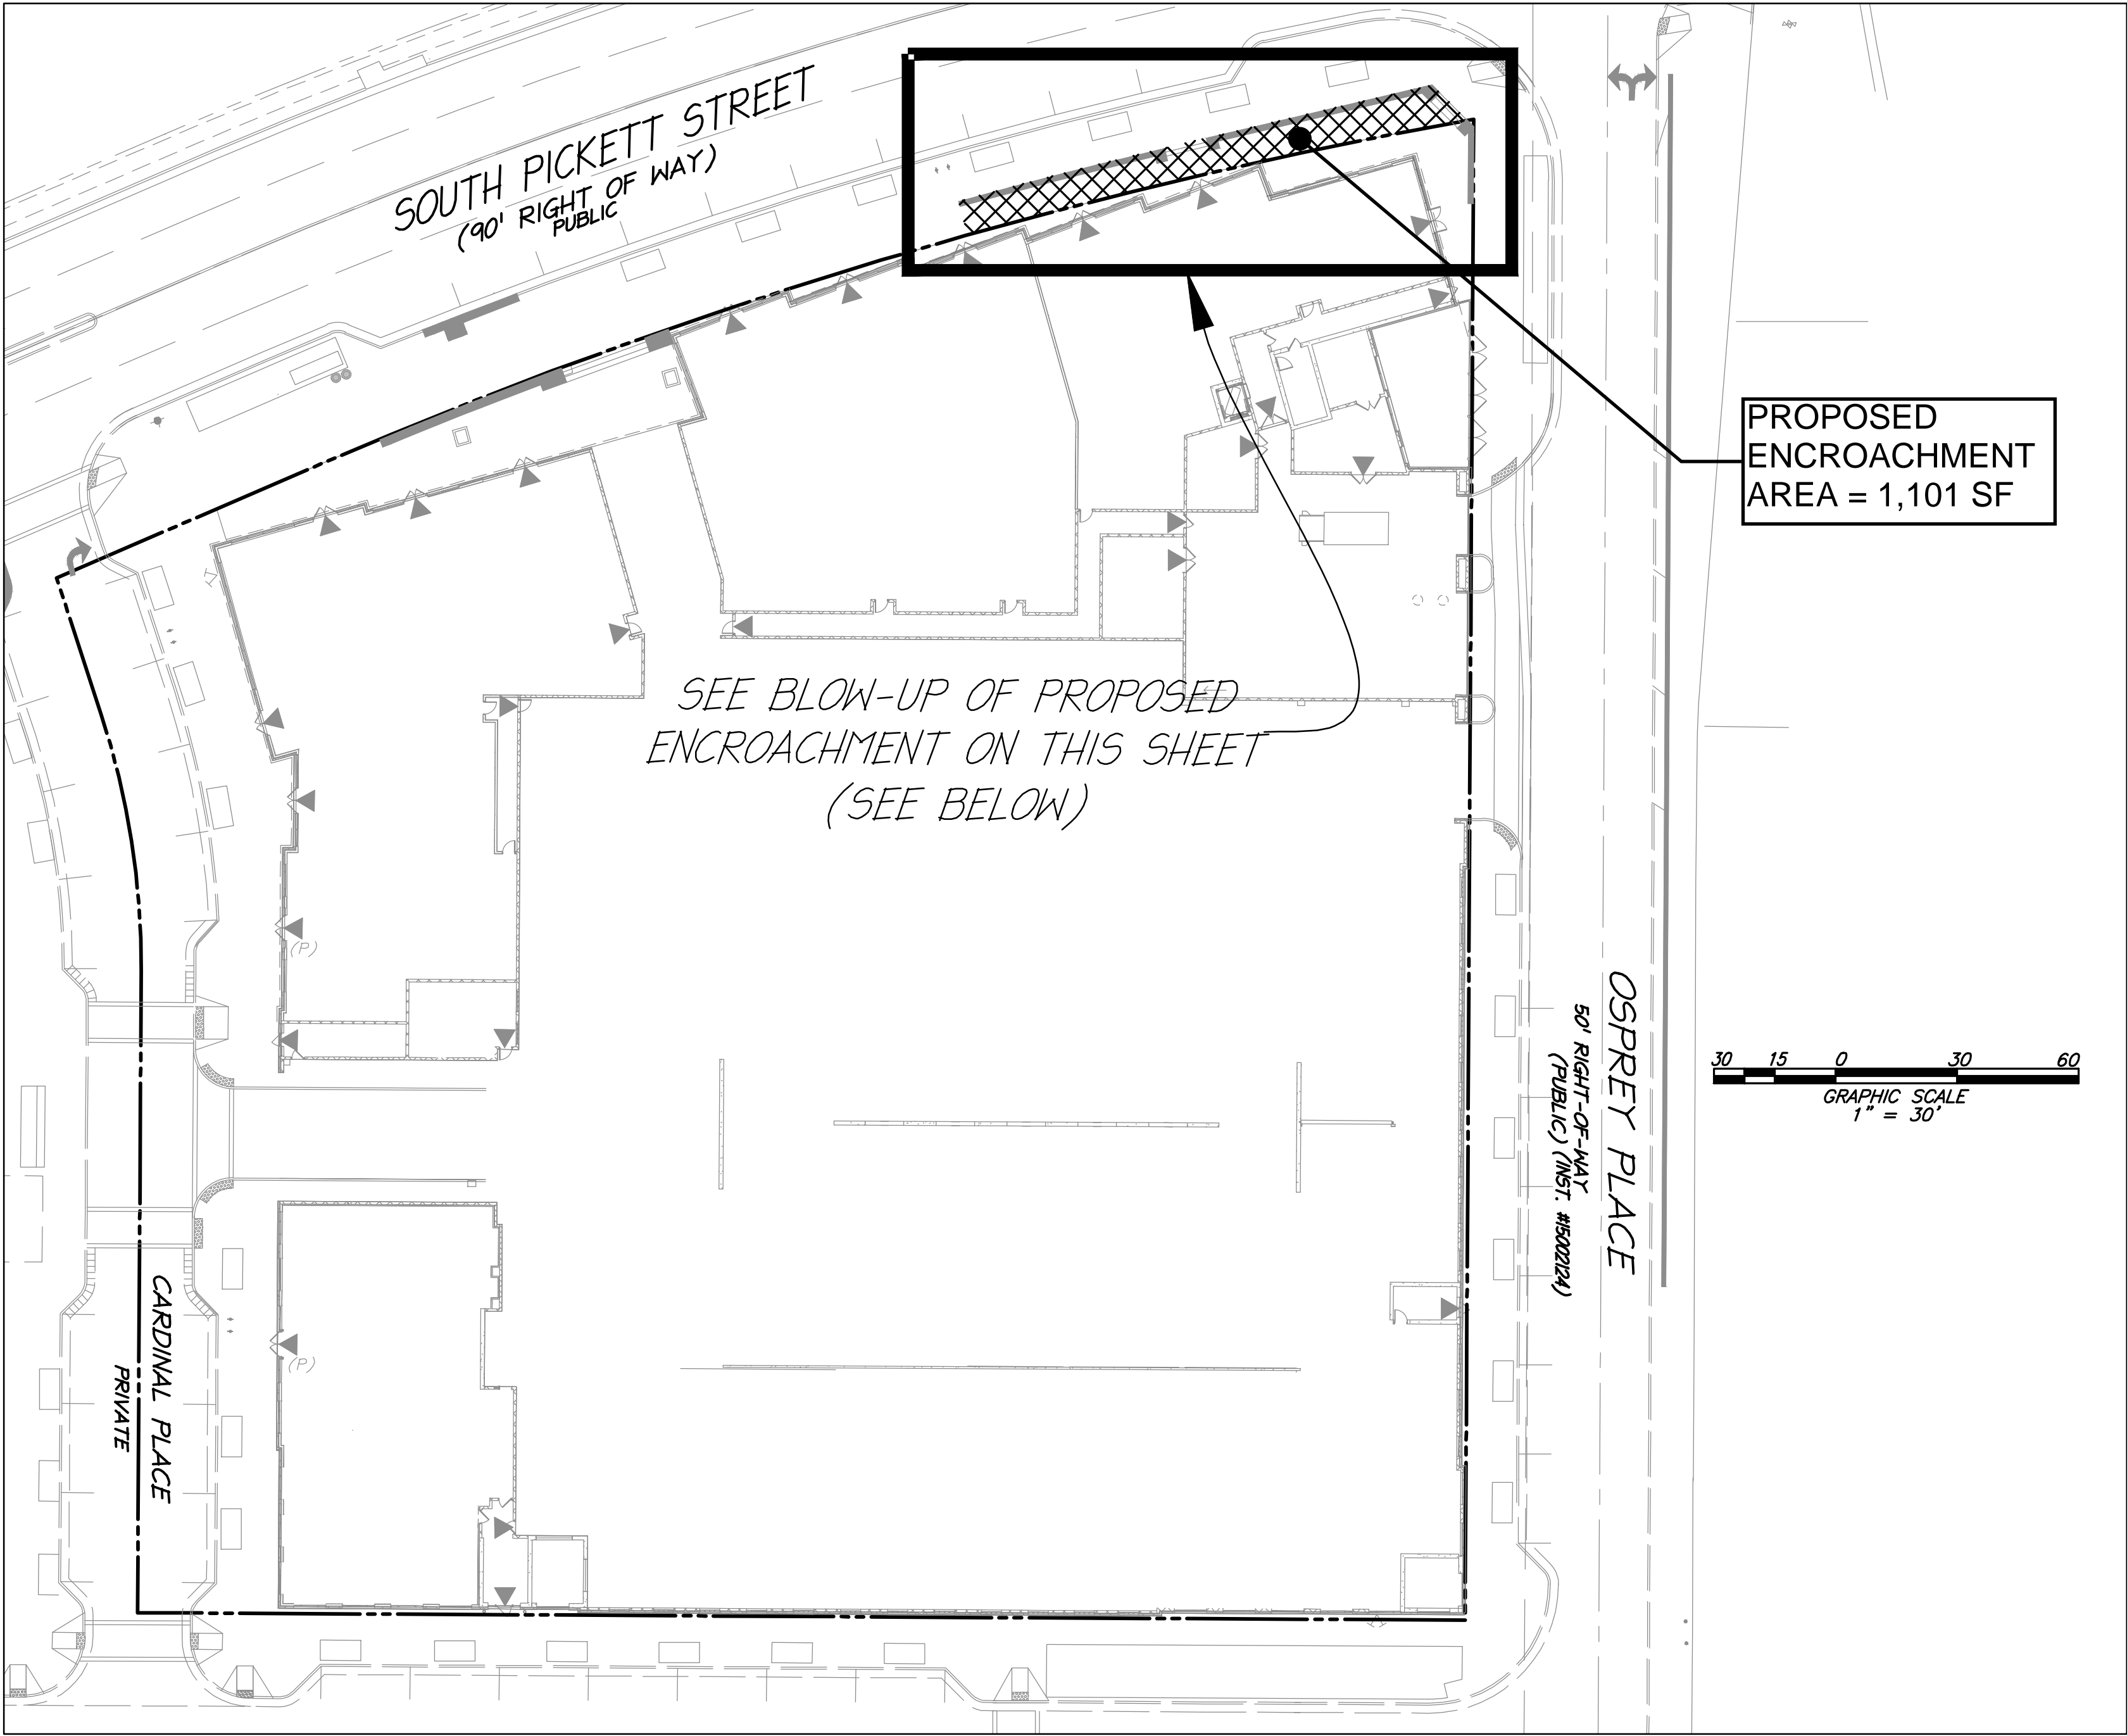 SOUTH PICKETT STREET
(90' RIGHT OF WAY)
PUBLIC
PROPOSED
ENCROACHMENT
AREA = 1,101 SF
SEE BLOW-UP OF PROPOSED
ENCROACHMENT ON THIS SHEET
(SEE BELOW)
(P)
OSPREY PLACE
50' RIGHT-OF-WAY
(PUBLIC) (INST. #15002124)
30 15 0 30 60
GRAPHIC SCALE
1" = 30'
CARDINAL PLACE
PRIVATE
(P)